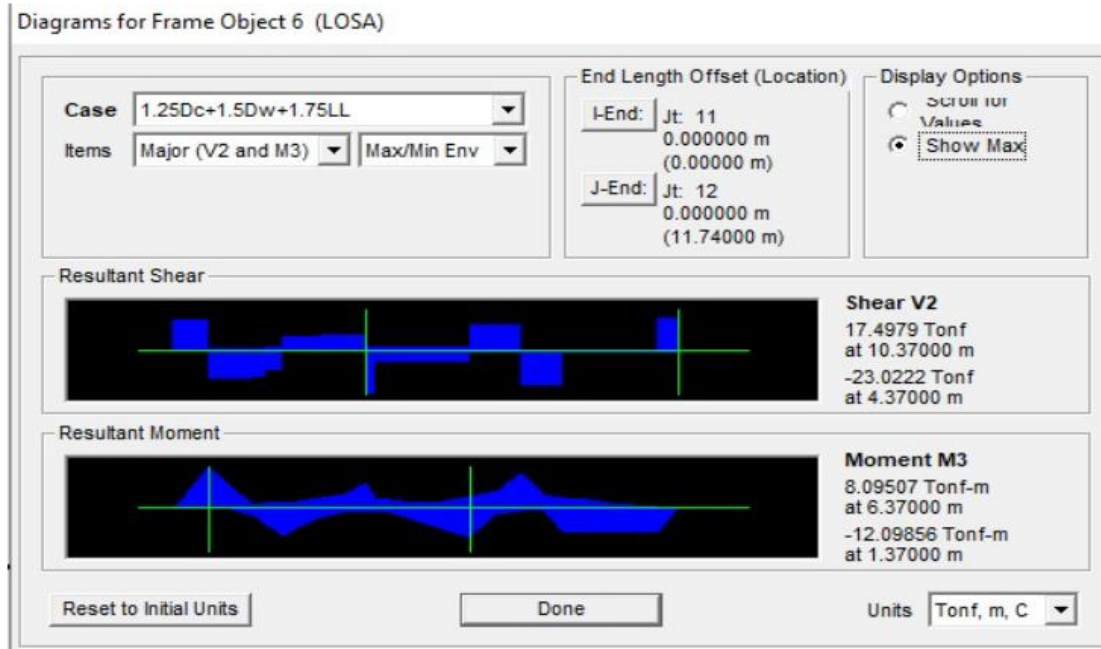 Diagrams for Frame Object 6 (LOSA)
Case 1.25Dc+1.5Dw+1.75LL
Items Major (V2 and M3) Max/Min Env
End Length Offset (Location)
I-End: Jt: 11
0.000000 m
(0.00000 m)
J-End: Jt: 12
0.000000 m
(11.74000 m)
Display Options
Scroll for
Values
Show Max
Resultant Shear
Shear V2
17.4979 Tonf
at 10.37000 m
-23.0222 Tonf
at 4.37000 m
Resultant Moment
Moment M3
8.09507 Tonf-m
at 6.37000 m
-12.09856 Tonf-m
at 1.37000 m
Reset to Initial Units
Done
Units Tonf, m, C